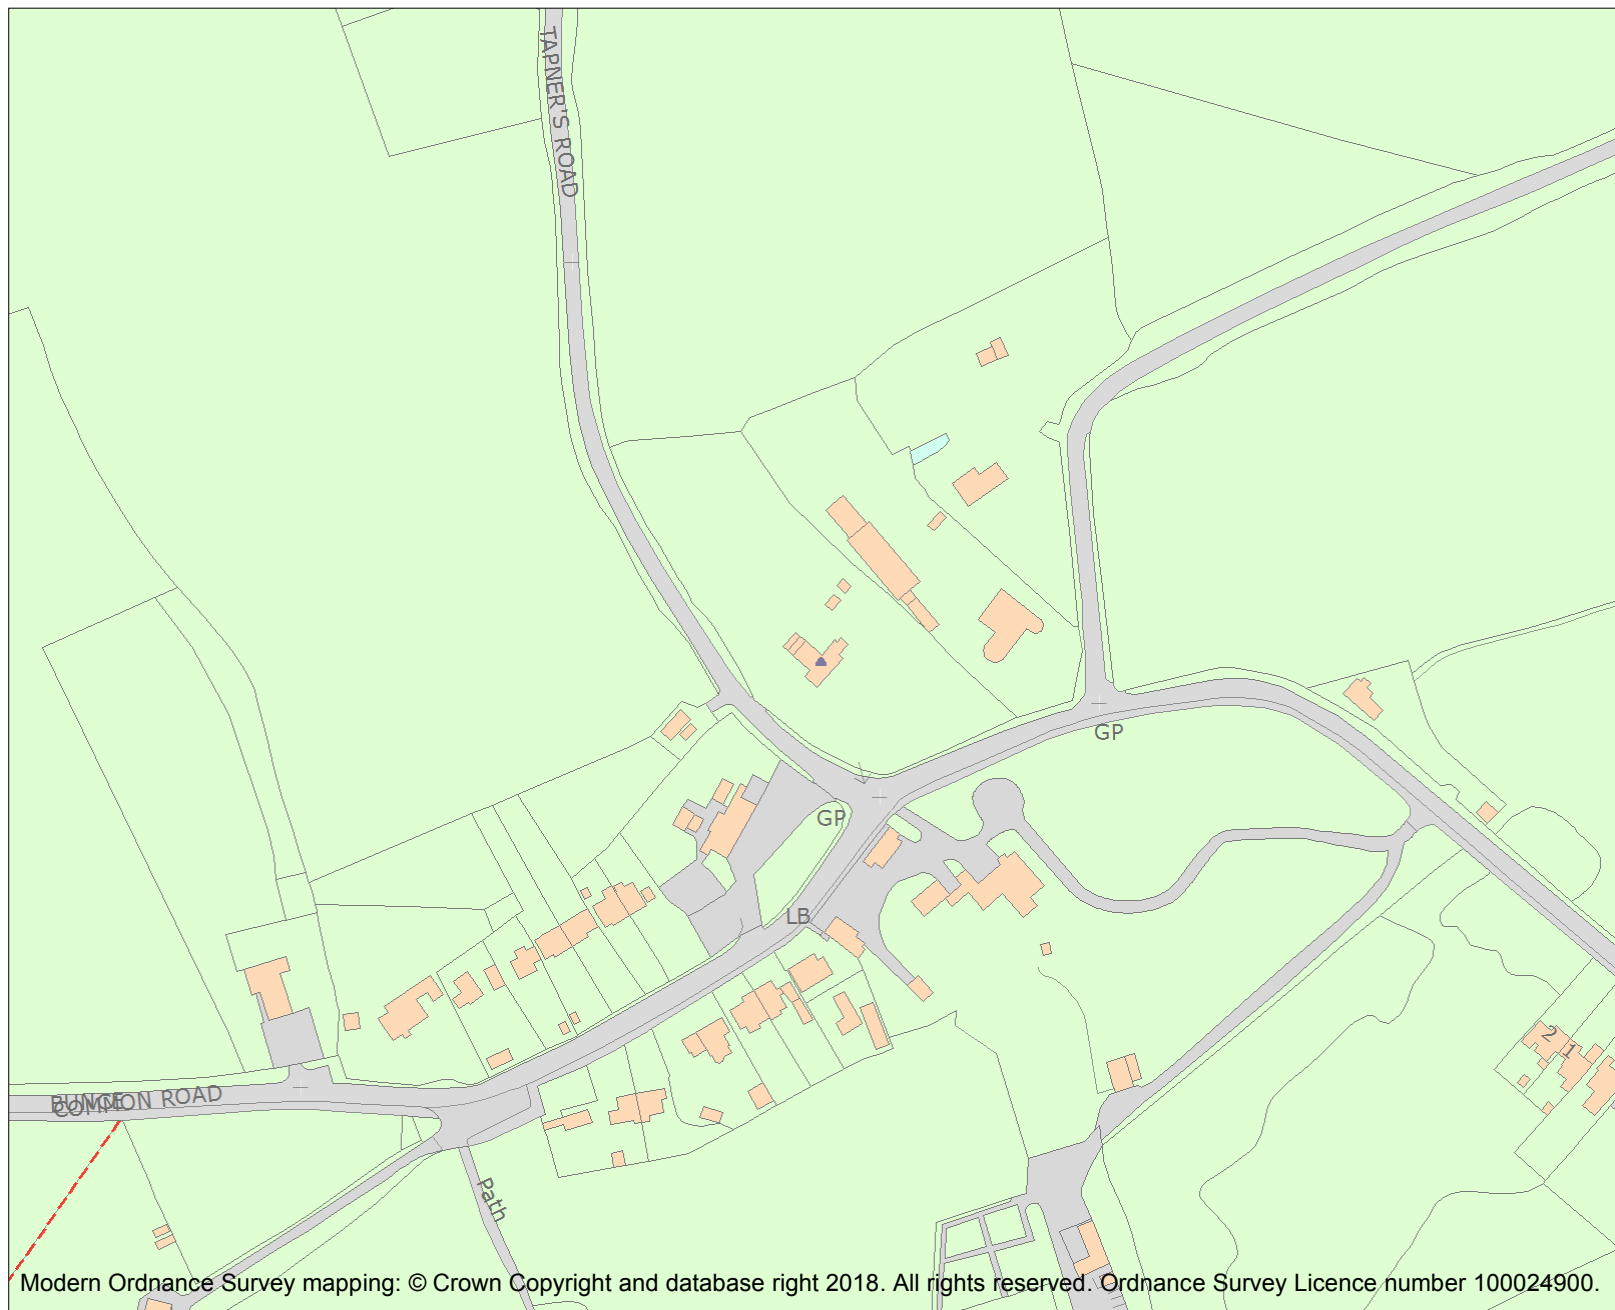 TAPNER'S ROAD
GP
GP
LB
BUNCE
COMMON ROAD
2
1
Path
Modern Ordnance Survey mapping: © Crown Copyright and database right 2018. All rights reserved. Ordnance Survey Licence number 100024900.